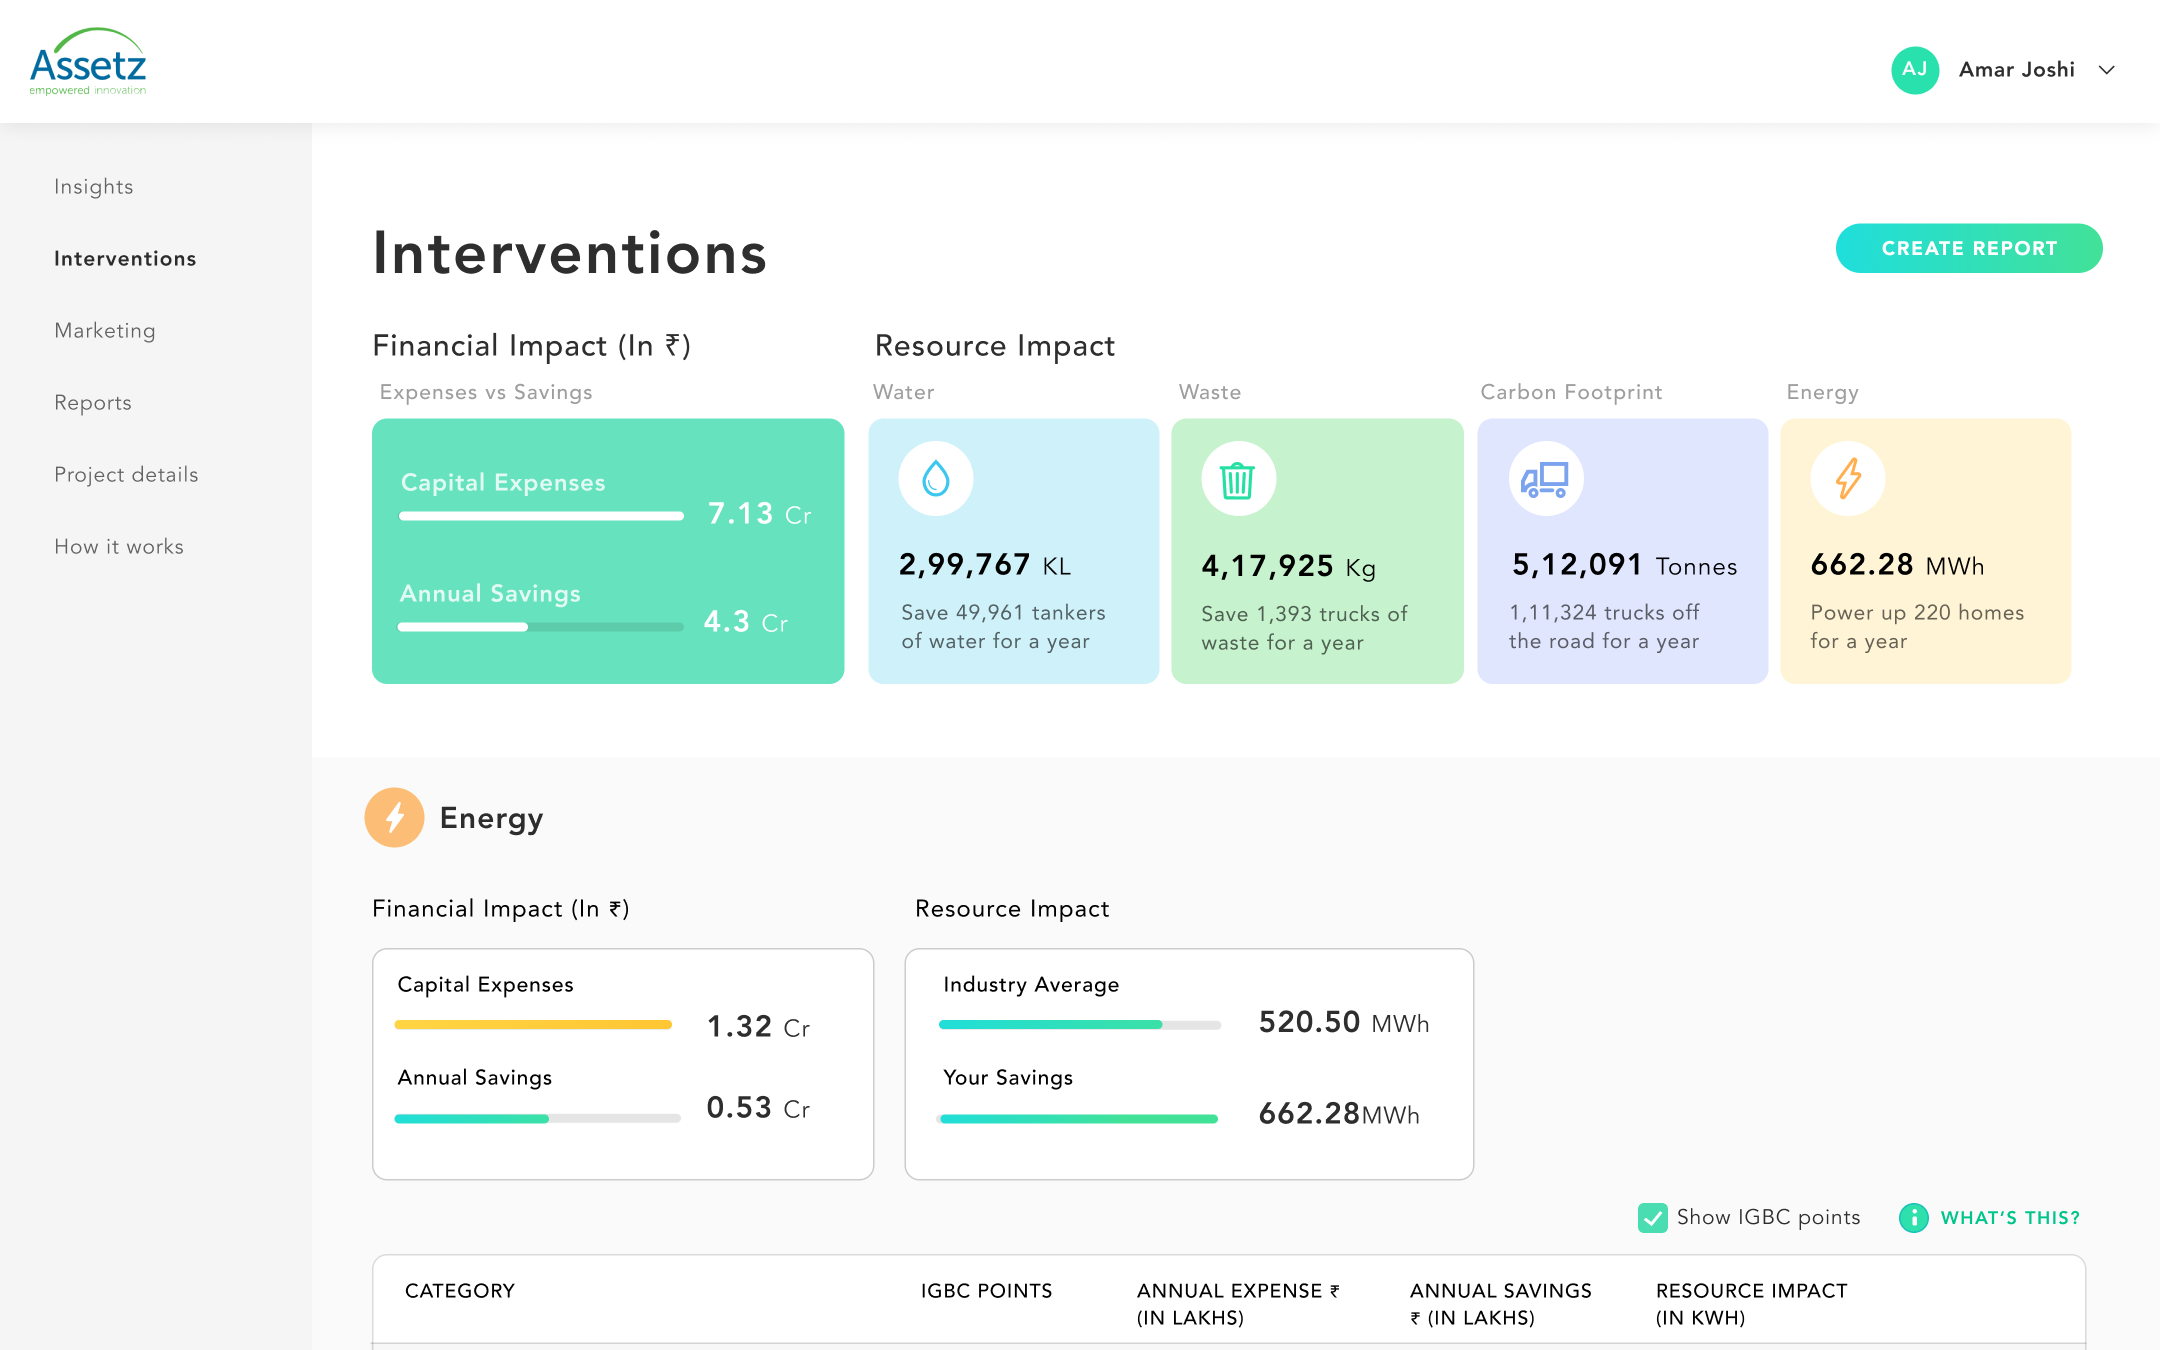 Assetz
empowered innovation
AJ
Amar Joshi
Insights
Interventions
Marketing
Reports
Project details
How it works
Interventions
CREATE REPORT
Financial Impact (In ₹)
Resource Impact
Expenses vs Savings
Water
Waste
Carbon Footprint
Energy
Capital Expenses
7.13 Cr
Annual Savings
4.3 Cr
2,99,767 KL
Save 49,961 tankers
of water for a year
4,17,925 Kg
Save 1,393 trucks of
waste for a year
5,12,091 Tonnes
1,11,324 trucks off
the road for a year
662.28 MWh
Power up 220 homes
for a year
Energy
Financial Impact (In ₹)
Resource Impact
Capital Expenses
1.32 Cr
Annual Savings
0.53 Cr
Industry Average
520.50 MWh
Your Savings
662.28MWh
Show IGBC points
WHAT'S THIS?
CATEGORY
IGBC POINTS
ANNUAL EXPENSE ₹
(IN LAKHS)
ANNUAL SAVINGS
₹ (IN LAKHS)
RESOURCE IMPACT
(IN KWH)